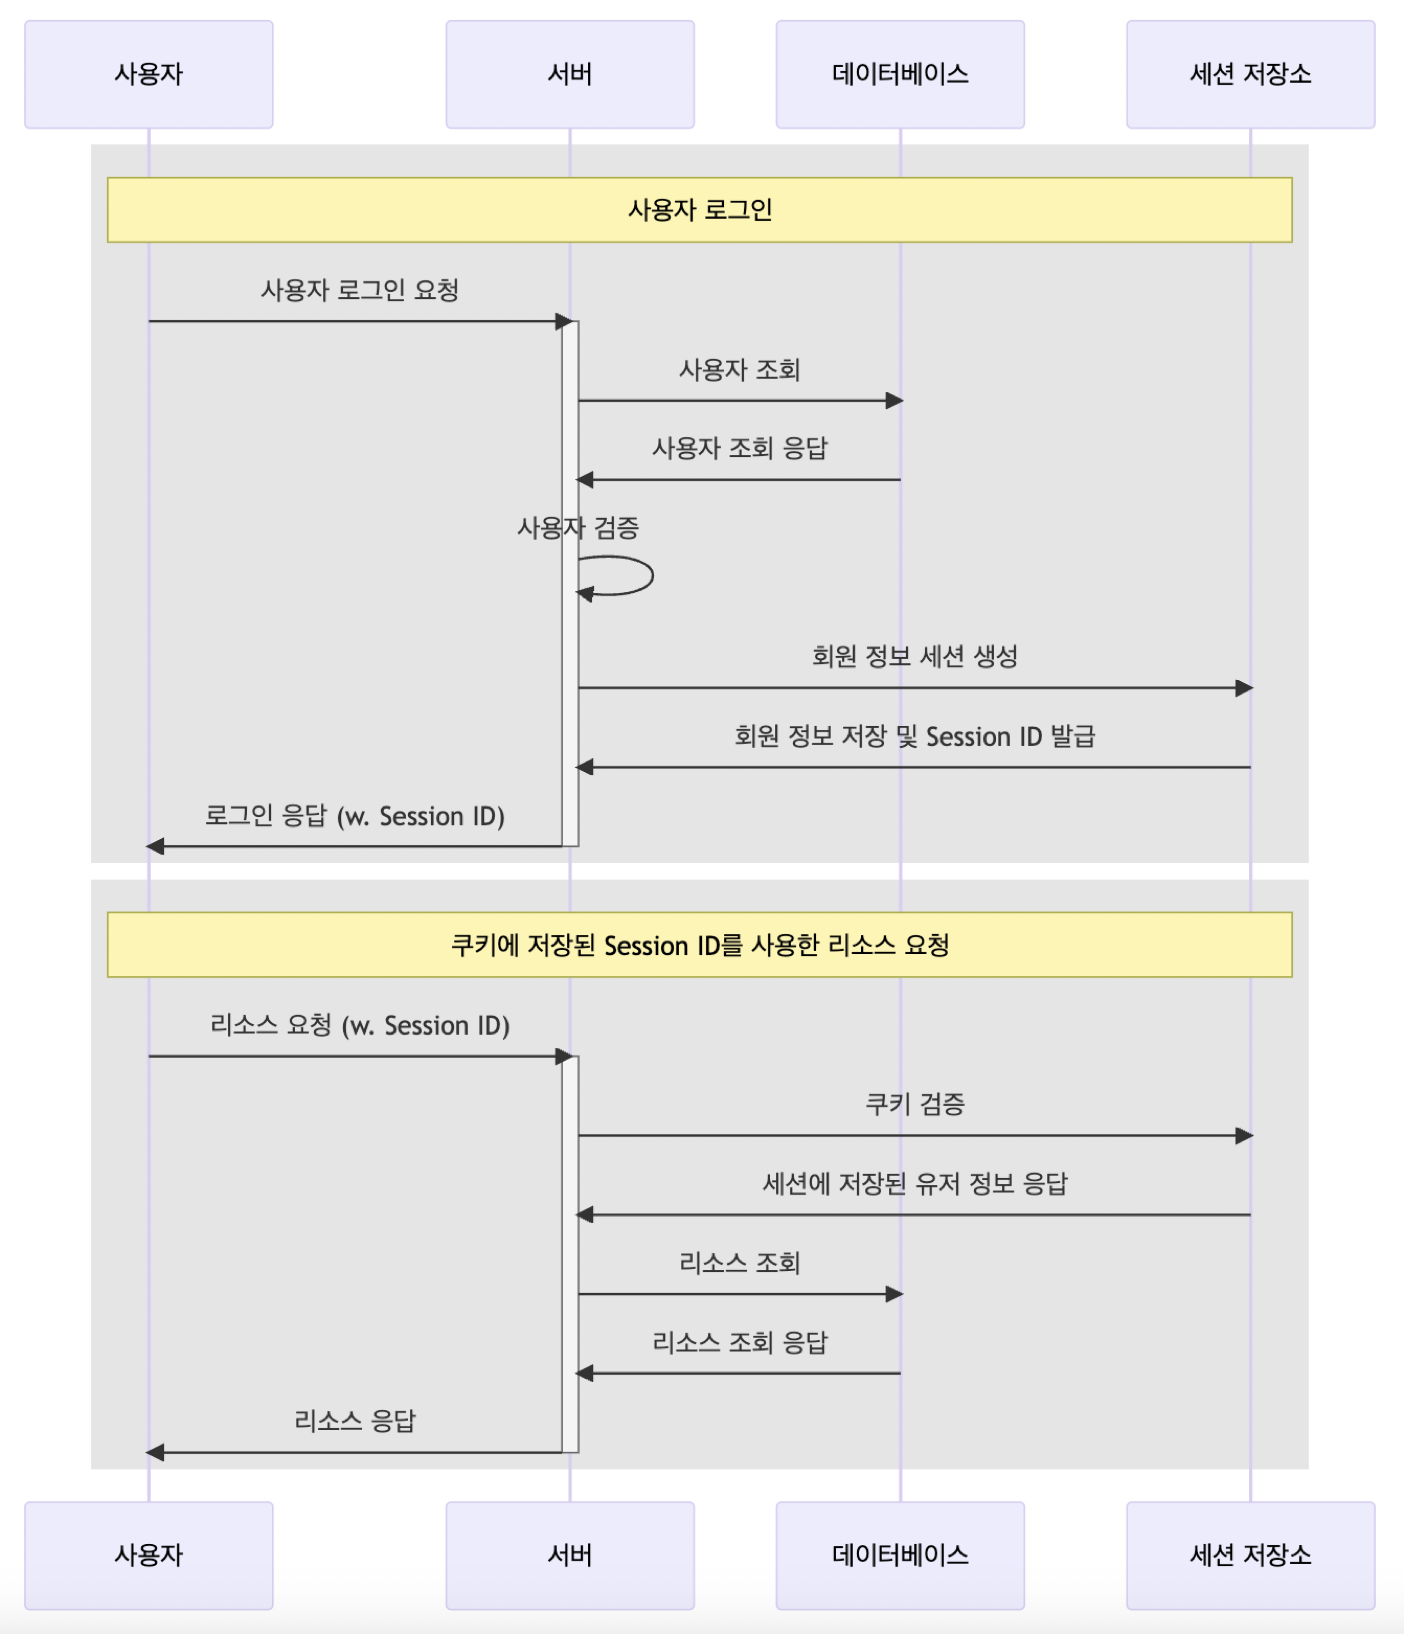 사용자
서버
데이터베이스
세션 저장소
사용자 로그인
사용자 로그인 요청
사용자 조회
사용자 조회 응답
사용자 검증
회원 정보 세션 생성
회원 정보 저장 및 Session ID 발급
로그인 응답 (w. Session ID)
쿠키에 저장된 Session ID를 사용한 리소스 요청
리소스 요청 (w. Session ID)
쿠키 검증
세션에 저장된 유저 정보 응답
리소스 조회
리소스 조회 응답
리소스 응답
사용자
서버
데이터베이스
세션 저장소